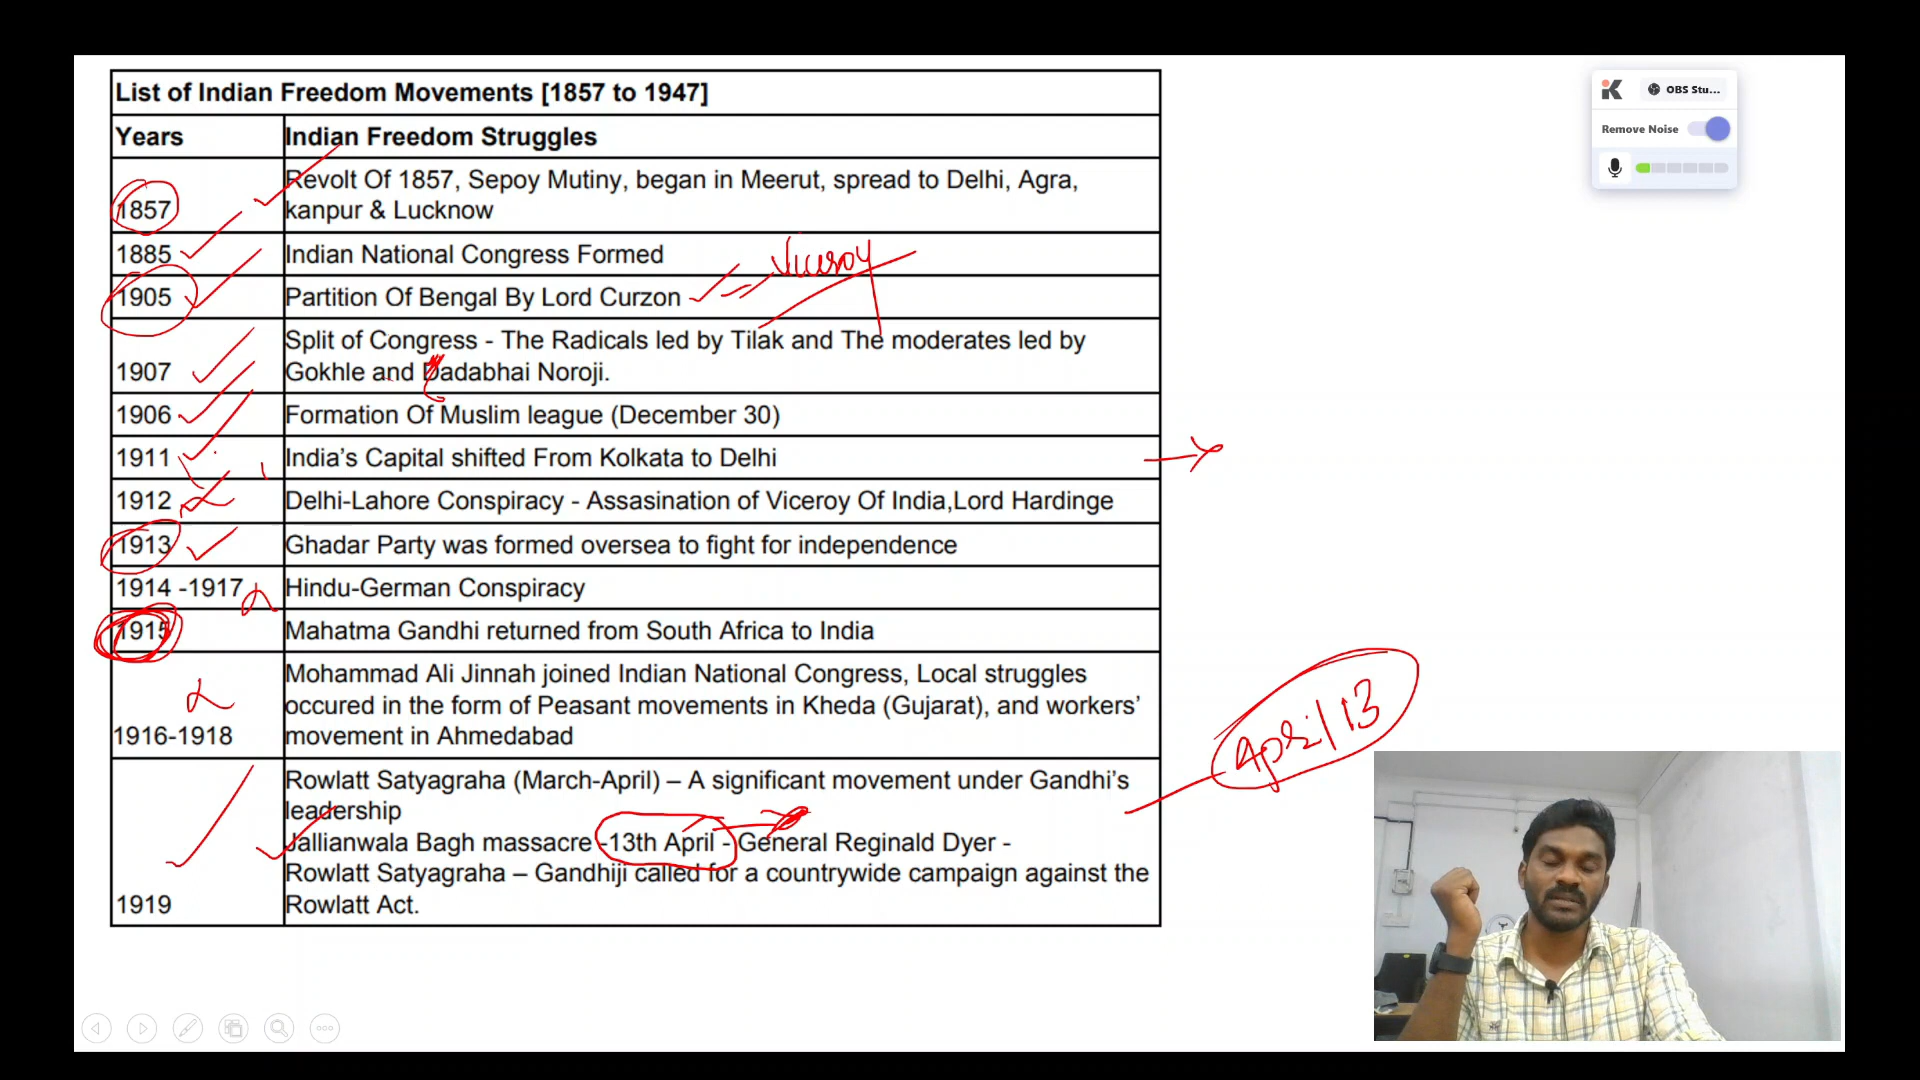 List of Indian Freedom Movements [1857 to 1947]
Years Indian Freedom Struggles
Revolt Of 1857, Sepoy Mutiny, began in Meerut, spread to Delhi, Agra,
1857 kanpur & Lucknow
1885 Indian National Congress Formed
Viceroy
1905 Partition Of Bengal By Lord Curzon
Split of Congress - The Radicals led by Tilak and The moderates led by
1907 Gokhle and Dadabhai Noroji.
1906 Formation Of Muslim league (December 30)
1911 India's Capital shifted From Kolkata to Delhi
1912 Delhi-Lahore Conspiracy - Assasination of Viceroy Of India,Lord Hardinge
1913 Ghadar Party was formed oversea to fight for independence
1914 -1917 Hindu-German Conspiracy
1915 Mahatma Gandhi returned from South Africa to India
Mohammad Ali Jinnah joined Indian National Congress, Local struggles
occured in the form of Peasant movements in Kheda (Gujarat), and workers'
1916-1918 movement in Ahmedabad
Rowlatt Satyagraha (March-April) – A significant movement under Gandhi's
leadership
Jallianwala Bagh massacre -13th April - General Reginald Dyer -
Rowlatt Satyagraha – Gandhiji called for a countrywide campaign against the
1919 Rowlatt Act.
April 13
OBS Stu...
Remove Noise